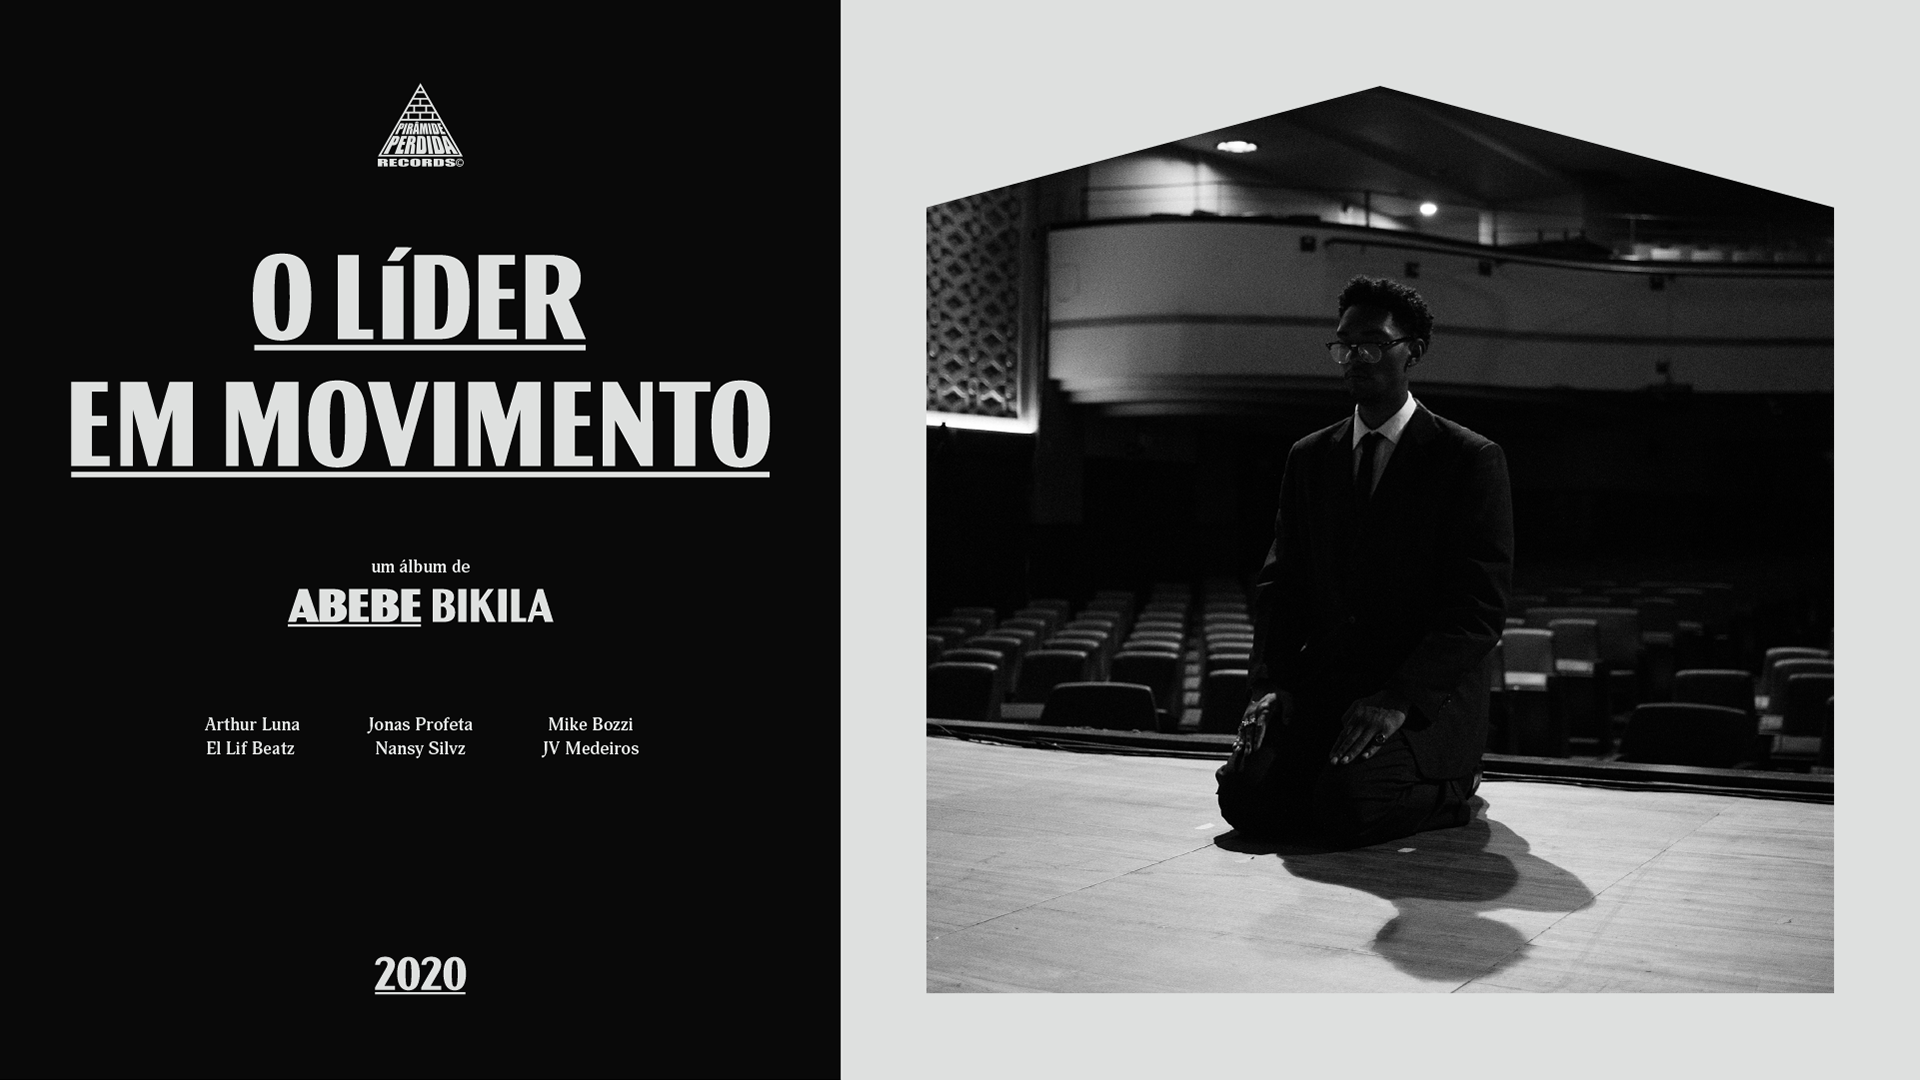 PIRÂMIDE
PERDIDA
RECORDS©
O LÍDER
EM MOVIMENTO
um álbum de
ABEBE BIKILA
Arthur Luna
El Lif Beatz
Jonas Profeta
Nansy Silvz
Mike Bozzi
JV Medeiros
2020